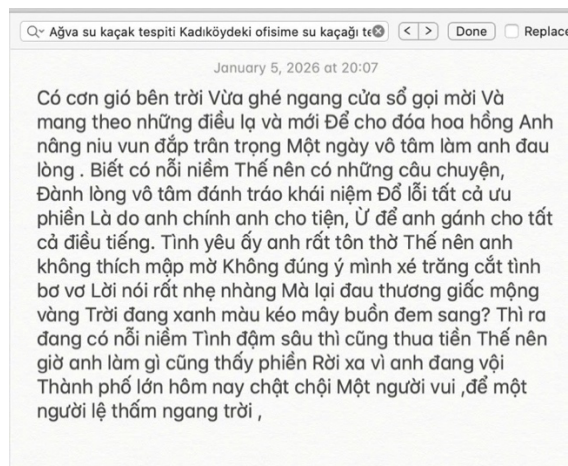 Ağva su kaçak tespiti Kadıköydeki ofisime su kaçağı te
< > Done Replace
January 5, 2026 at 20:07
Có cơn gió bên trời Vừa ghé ngang cửa sổ gọi mời Và
mang theo những điều lạ và mới Để cho đóa hoa hồng Anh
nâng niu vun đắp trân trọng Một ngày vô tâm làm anh đau
lòng . Biết có nỗi niềm Thế nên có những câu chuyện,
Đành lòng vô tâm đánh tráo khái niệm Đổ lỗi tất cả ưu
phiền Là do anh chính anh cho tiện, Ừ để anh gánh cho tất
cả điều tiếng. Tình yêu ấy anh rất tôn thờ Thế nên anh
không thích mập mờ Không đúng ý mình xé trăng cắt tình
bơ vơ Lời nói rất nhẹ nhàng Mà lại đau thương giấc mộng
vàng Trời đang xanh màu kéo mây buồn đem sang? Thì ra
đang có nỗi niềm Tình đậm sâu thì cũng thua tiền Thế nên
giờ anh làm gì cũng thấy phiền Rời xa vì anh đang vội
Thành phố lớn hôm nay chật chội Một người vui ,để một
người lệ thấm ngang trời ,